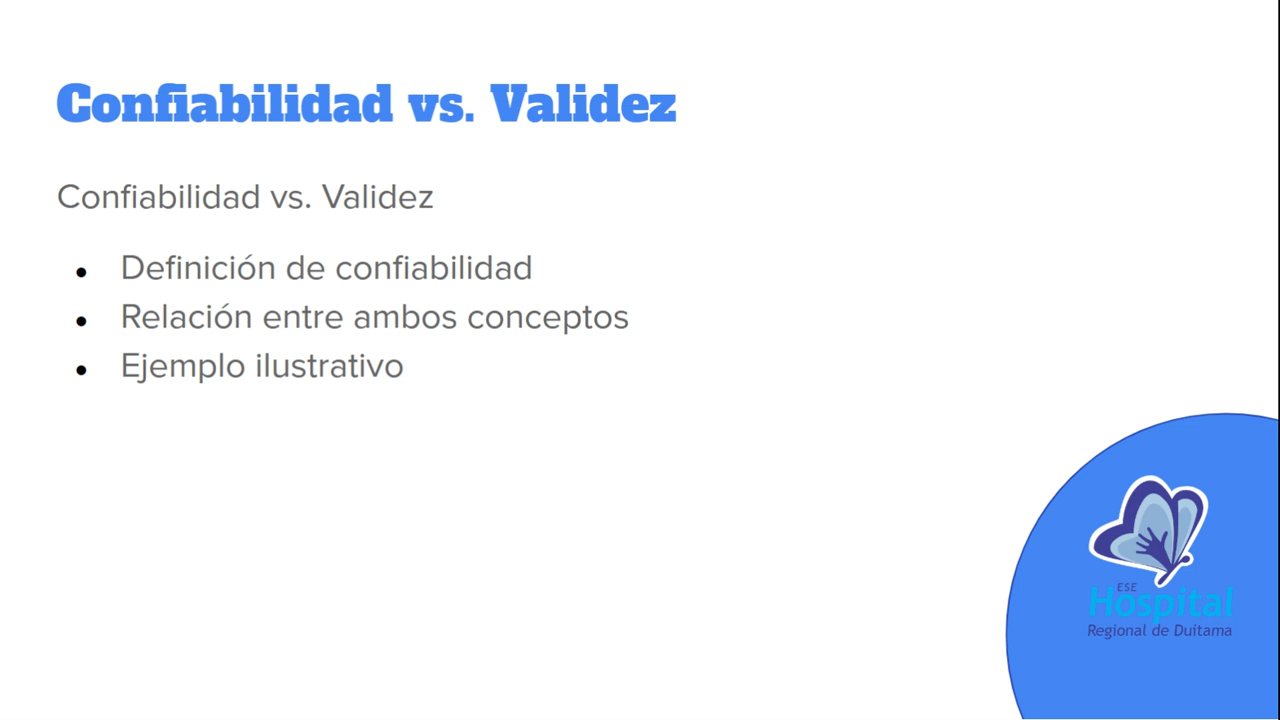 Confiabilidad vs. Validez
Confiabilidad vs. Validez
● Definición de confiabilidad
● Relación entre ambos conceptos
● Ejemplo ilustrativo
ESE
Hospital
Regional de Duitama